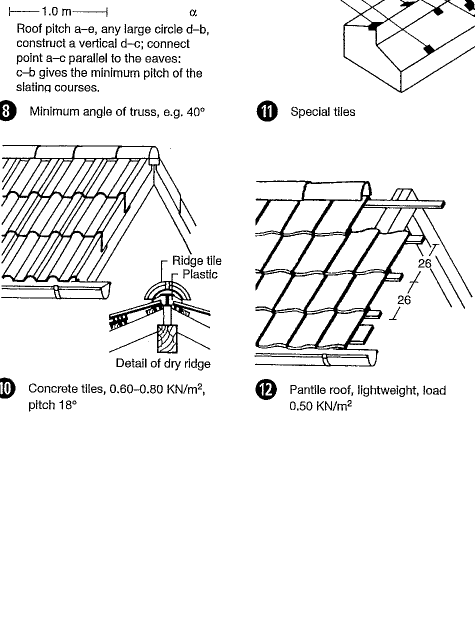 1.0 m
α
Roof pitch a–e, any large circle d–b,
construct a vertical d–c; connect
point a–c parallel to the eaves:
c–b gives the minimum pitch of the
slating courses.
8 Minimum angle of truss, e.g. 40°
11 Special tiles
Ridge tile
Plastic
Detail of dry ridge
10 Concrete tiles, 0.60–0.80 KN/m²,
pitch 18°
26
26
12 Pantile roof, lightweight, load
0.50 KN/m²